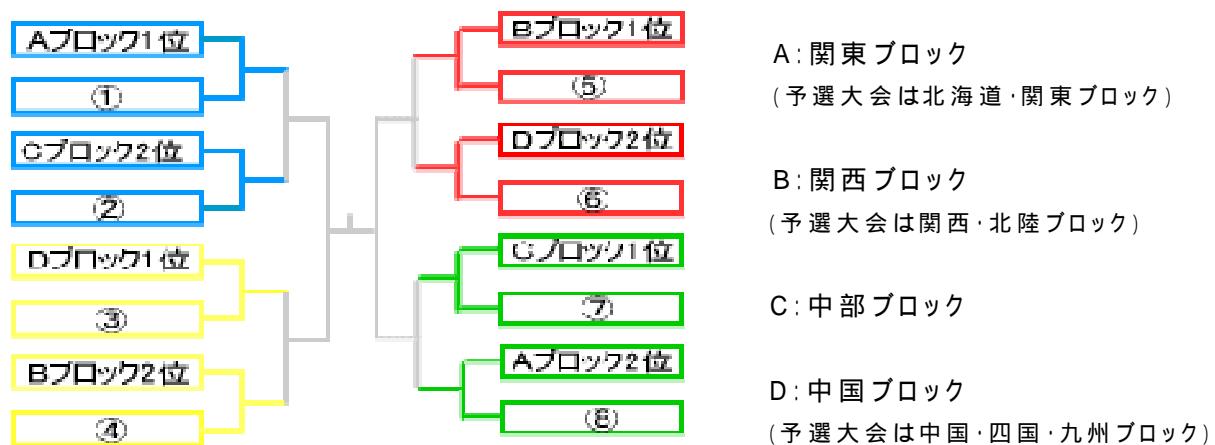 Aブロック1位
①
Cブロック2位
②
Dブロック1位
③
Bブロック2位
④
Bブロック1位
⑤
Dブロック2位
⑥
Cブロック1位
⑦
Aブロック2位
⑧
A:関東ブロック
(予選大会は北海道・関東ブロック)
B:関西ブロック
(予選大会は関西・北陸ブロック)
C:中部ブロック
D:中国ブロック
(予選大会は中国・四国・九州ブロック)